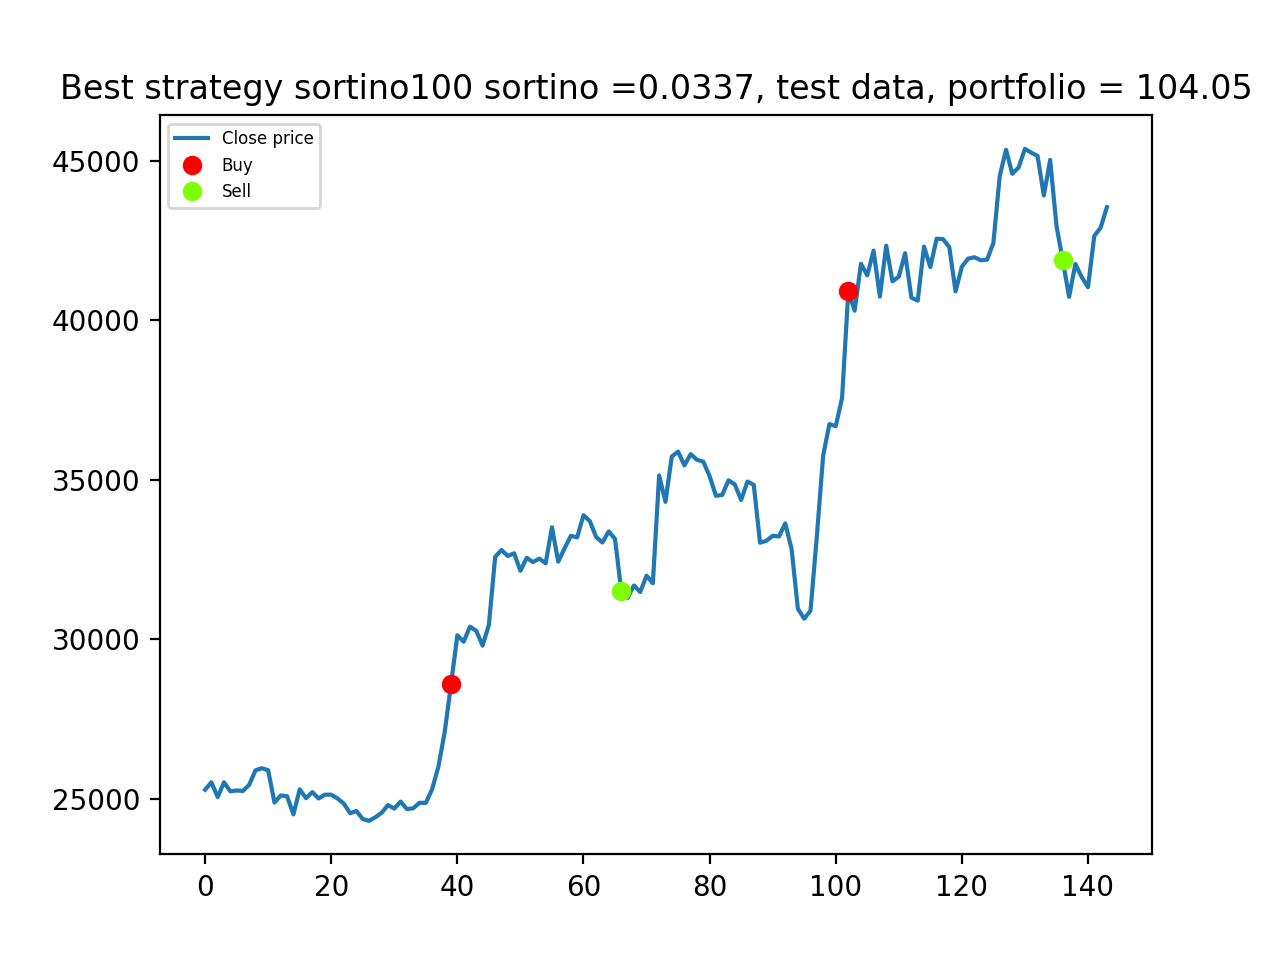 Best strategy sortino100 sortino =0.0337, test data, portfolio = 104.05
Close price
Buy
Sell
45000
40000
35000
30000
25000
0 20 40 60 80 100 120 140